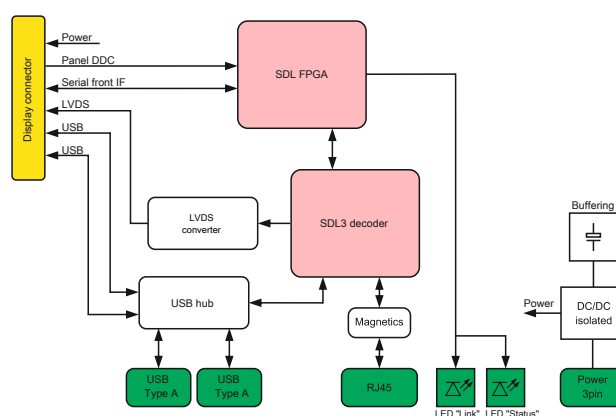 Display connector
Power
Panel DDC
Serial front IF
LVDS
USB
USB
SDL FPGA
SDL3 decoder
LVDS
converter
USB hub
Magnetics
USB
Type A
USB
Type A
RJ45
LED "Link"
LED "Status"
Buffering
Power
DC/DC
isolated
Power
3pin